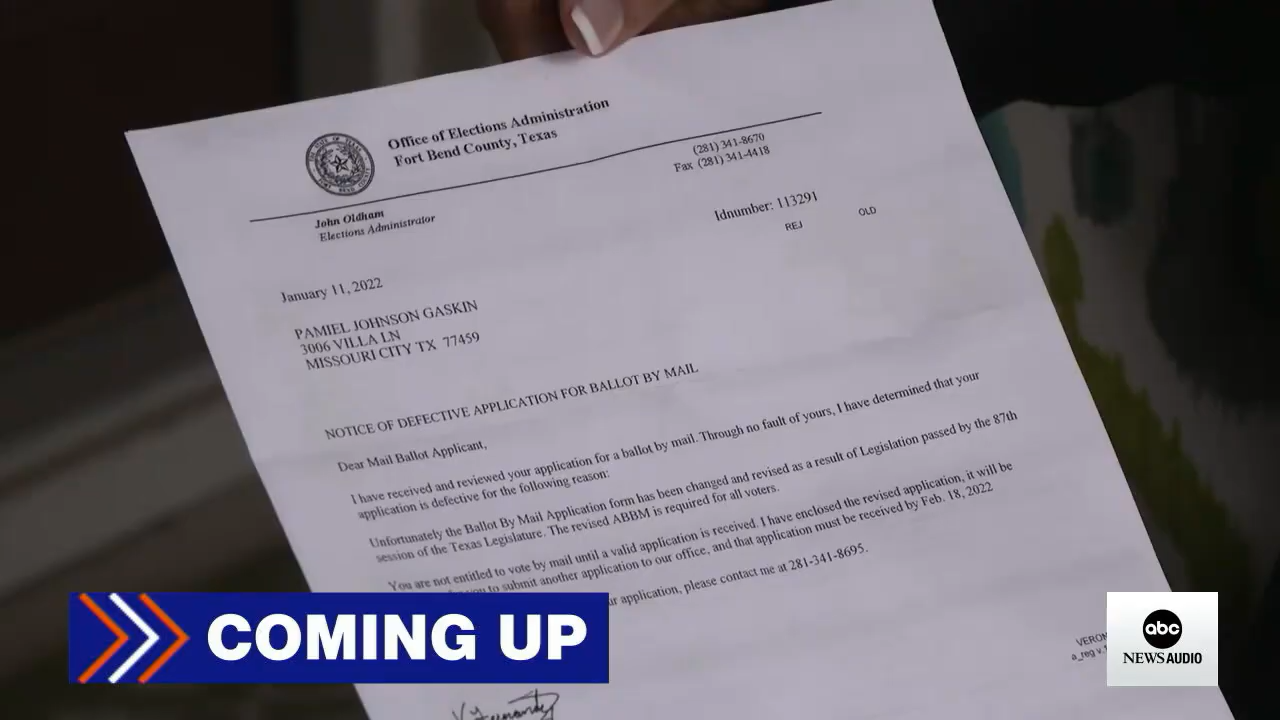 Office of Elections Administration
Fort Bend County, Texas
(281) 341-8670
Fax (281) 341-4418
John Oldham
Elections Administrator
Idnumber: 113291
REJ OLD
January 11, 2022
PAMIEL JOHNSON GASKIN
3006 VILLA LN
MISSOURI CITY TX 77459
NOTICE OF DEFECTIVE APPLICATION FOR BALLOT BY MAIL
Dear Mail Ballot Applicant,
I have received and reviewed your application for a ballot by mail. Through no fault of yours, I have determined that your
application is defective for the following reason:
Unfortunately the Ballot By Mail Application form has been changed and revised as a result of Legislation passed by the 87th
session of the Texas Legislature. The revised ABBM is required for all voters.
You are not entitled to vote by mail until a valid application is received. I have enclosed the revised application, it will be
you to submit another application to our office, and that application must be received by Feb. 18, 2022
application, please contact me at 281-341-8695.
COMING UP
abc
NEWS AUDIO